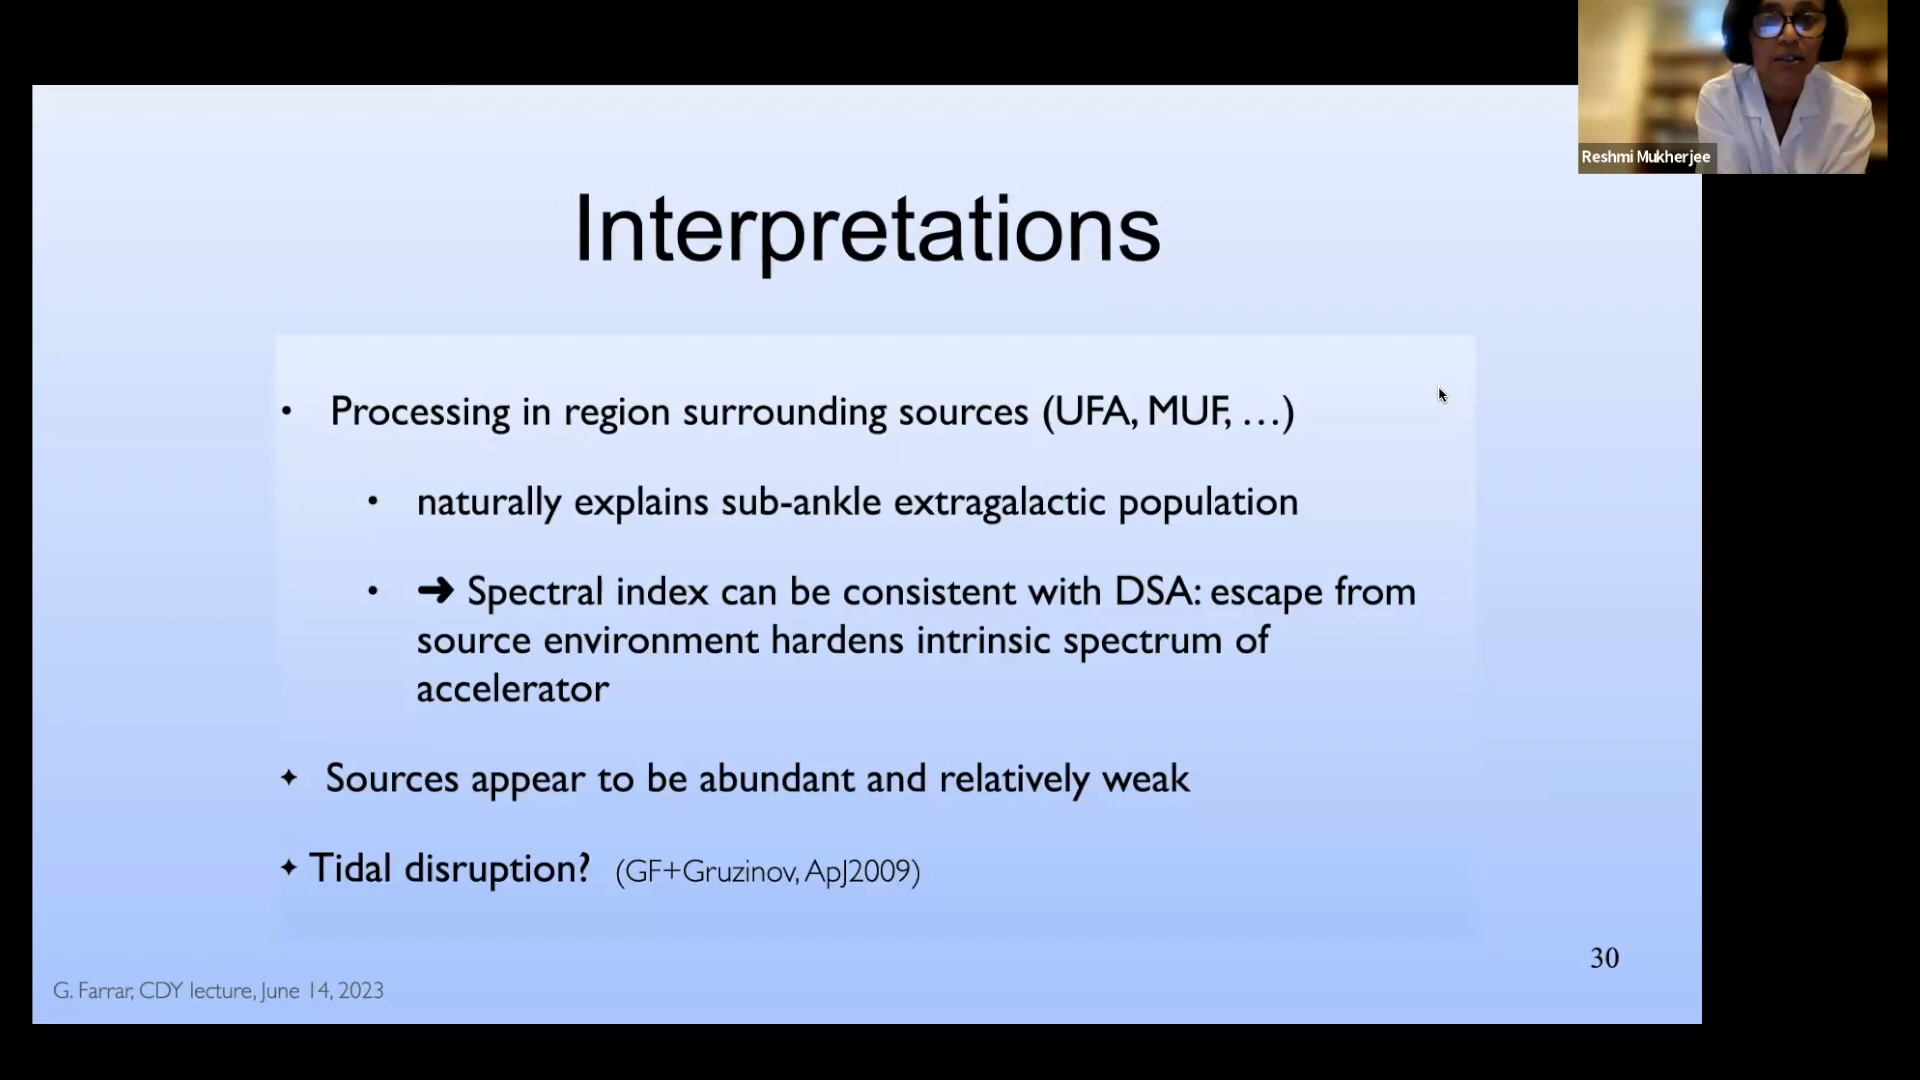 Reshmi Mukherjee
Interpretations
• Processing in region surrounding sources (UFA, MUF, …)
• naturally explains sub-ankle extragalactic population
• ➔ Spectral index can be consistent with DSA: escape from
source environment hardens intrinsic spectrum of
accelerator
✦ Sources appear to be abundant and relatively weak
✦ Tidal disruption? (GF+Gruzinov, ApJ2009)
30
G. Farrar, CDY lecture, June 14, 2023